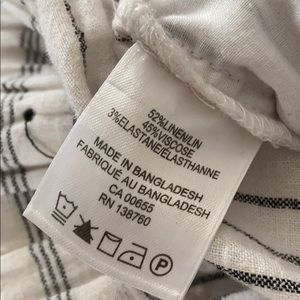 52%LINEN/LIN
45%VISCOSE
3%ELASTANE/ELASTHANNE
MADE IN BANGLADESH
FABRIQUÉ AU BANGLADESH
CA 00655
RN 138760
P